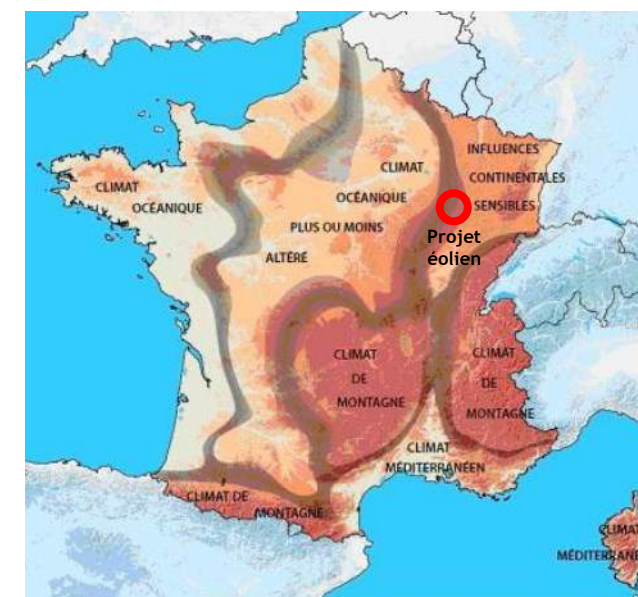 INFLUENCES
CONTINENTALES
SENSIBLES
CLIMAT
OCÉANIQUE
PLUS OU MOINS
ALTÉRÉ
CLIMAT
OCÉANIQUE
Projet
éolien
CLIMAT
DE
MONTAGNE
CLIMAT
DE
MONTAGNE
CLIMAT
MÉDITERRANÉEN
CLIMAT DE
MONTAGNE
CLIMAT
MÉDITERRANÉ